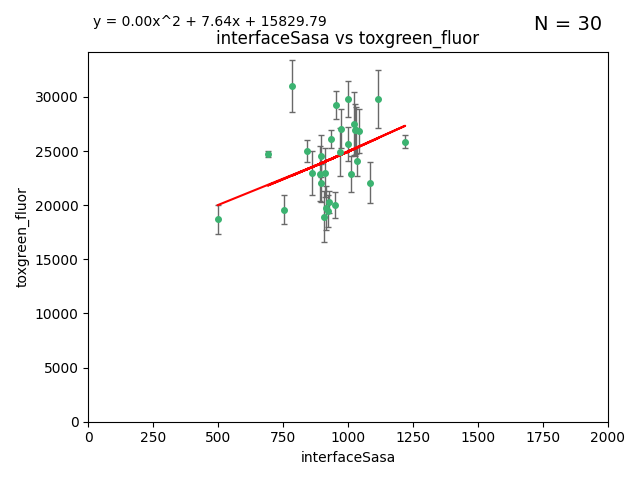 y = 0.00x^2 + 7.64x + 15829.79
N = 30
interfaceSasa vs toxgreen_fluor
toxgreen_fluor
30000
25000
20000
15000
10000
5000
0
0 250 500 750 1000 1250 1500 1750 2000
interfaceSasa